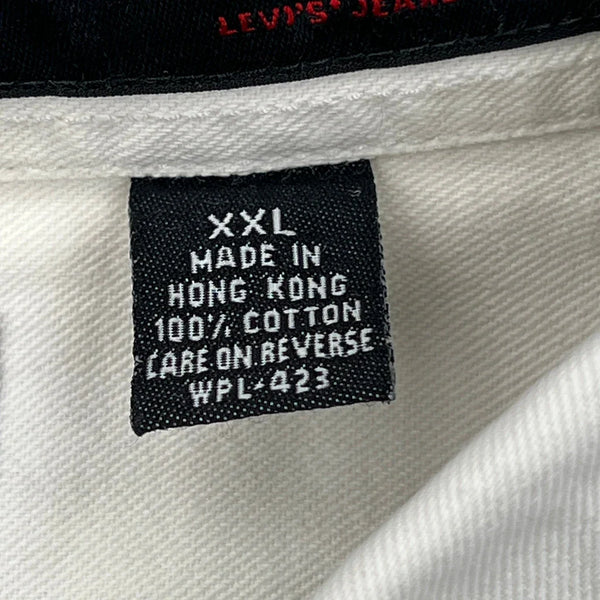 LEVI'S® JEANS
XXL
MADE IN
HONG KONG
100% COTTON
CARE ON REVERSE
WPL-423